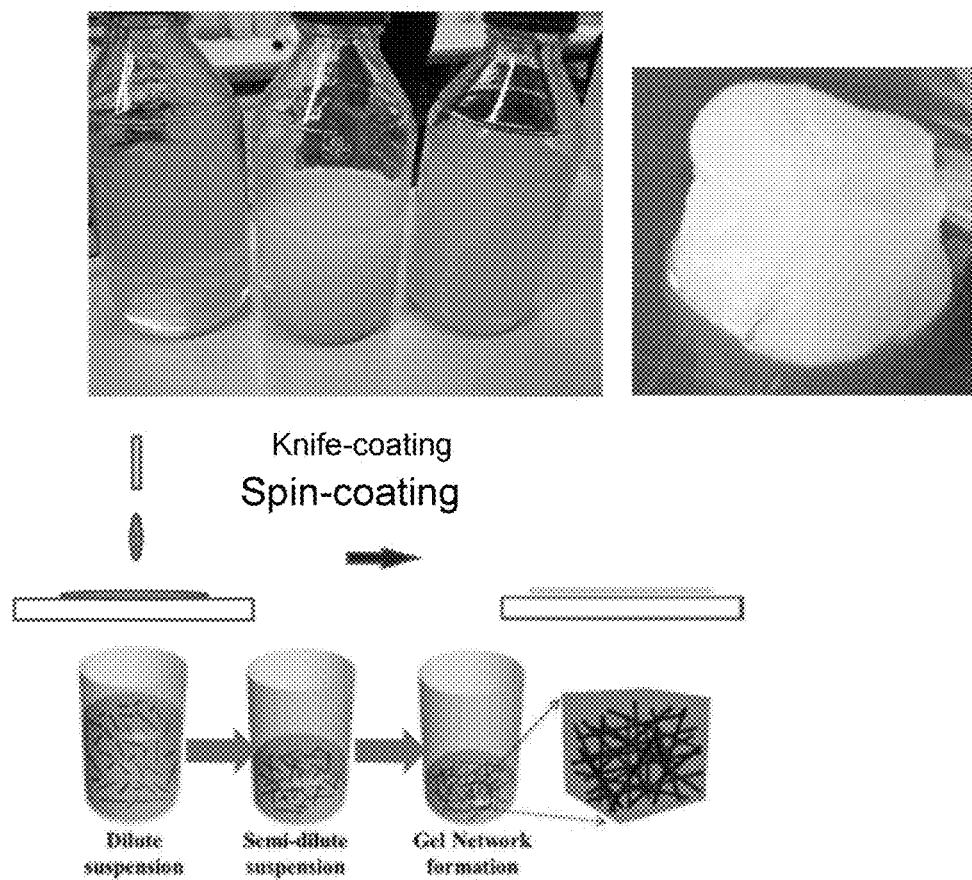 Knife-coating
Spin-coating
Dilute
suspension
Semi-dilute
suspension
Gel Network
formation